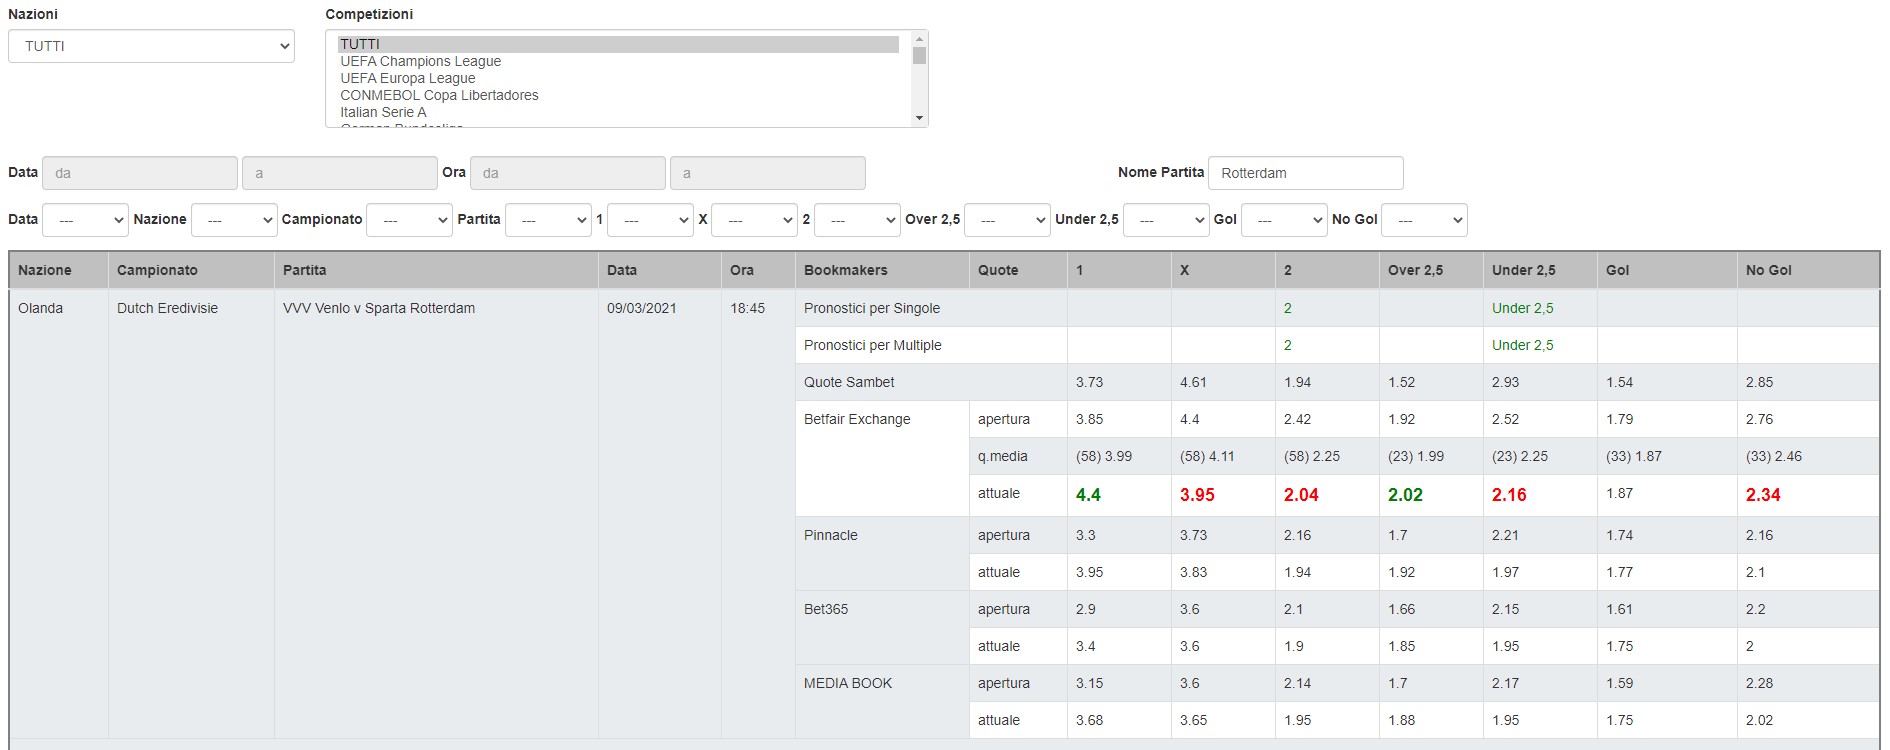 Nazioni Competizioni
TUTTI
TUTTI
UEFA Champions League
UEFA Europa League
CONMEBOL Copa Libertadores
Italian Serie A
German Bundesliga
Data da a Ora da a Nome Partita Rotterdam
Data --- Nazione --- Campionato --- Partita --- 1 --- X --- 2 --- Over 2,5 --- Under 2,5 --- Gol --- No Gol ---
Nazione Campionato Partita Data Ora Bookmakers Quote 1 X 2 Over 2,5 Under 2,5 Gol No Gol
Olanda Dutch Eredivisie VVV Venlo v Sparta Rotterdam 09/03/2021 18:45 Pronostici per Singole 2 Under 2,5
Pronostici per Multiple 2 Under 2,5
Quote Sambet 3.73 4.61 1.94 1.52 2.93 1.54 2.85
Betfair Exchange apertura 3.85 4.4 2.42 1.92 2.52 1.79 2.76
q.media (58) 3.99 (58) 4.11 (58) 2.25 (23) 1.99 (23) 2.25 (33) 1.87 (33) 2.46
attuale 4.4 3.95 2.04 2.02 2.16 1.87 2.34
Pinnacle apertura 3.3 3.73 2.16 1.7 2.21 1.74 2.16
attuale 3.95 3.83 1.94 1.92 1.97 1.77 2.1
Bet365 apertura 2.9 3.6 2.1 1.66 2.15 1.61 2.2
attuale 3.4 3.6 1.9 1.85 1.95 1.75 2
MEDIA BOOK apertura 3.15 3.6 2.14 1.7 2.17 1.59 2.28
attuale 3.68 3.65 1.95 1.88 1.95 1.75 2.02